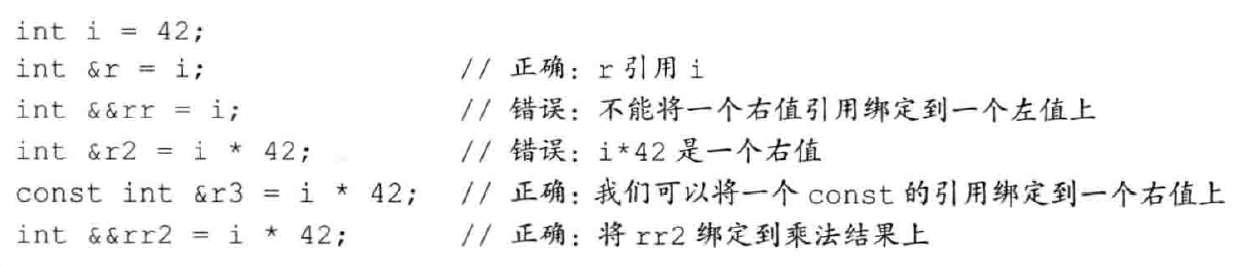 int i = 42;
int &r = i; // 正确：r 引用 i
int &&rr = i; // 错误：不能将一个右值引用绑定到一个左值上
int &r2 = i * 42; // 错误：i*42 是一个右值
const int &r3 = i * 42; // 正确：我们可以将一个 const 的引用绑定到一个右值上
int &&rr2 = i * 42; // 正确：将 rr2 绑定到乘法结果上